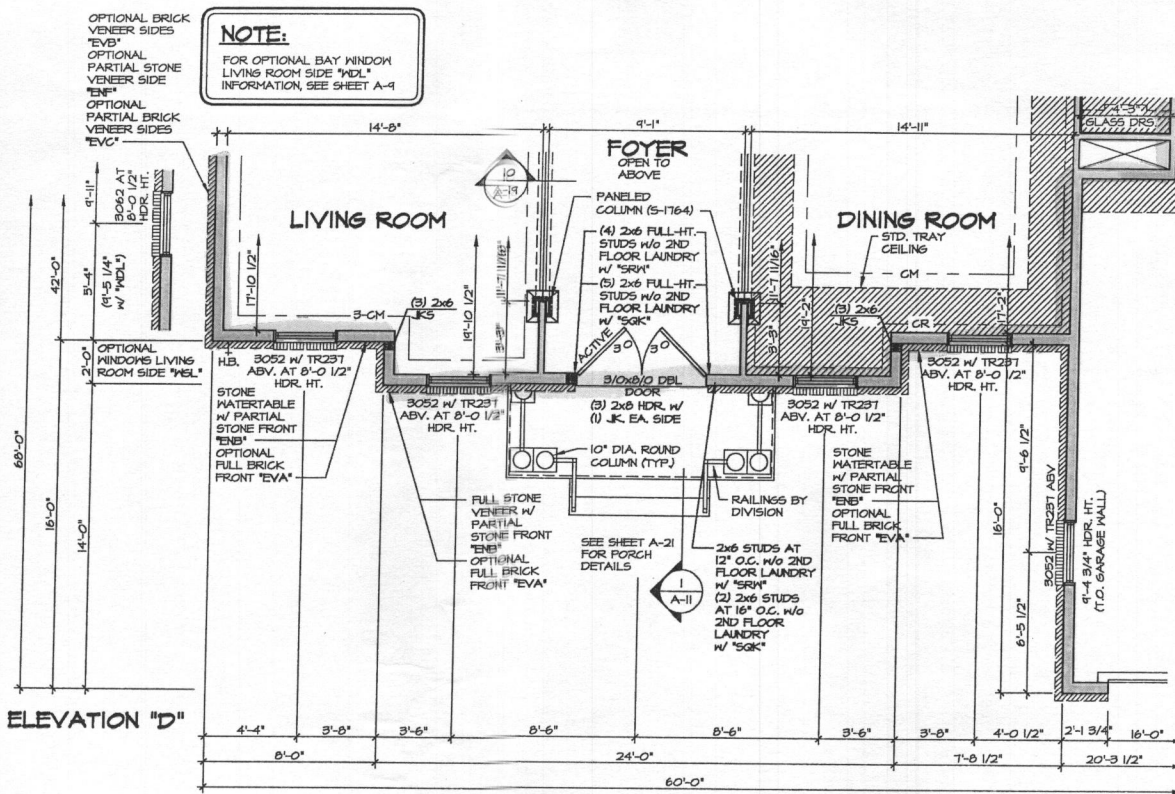 OPTIONAL BRICK
VENEER SIDES
"EVB"
OPTIONAL
PARTIAL STONE
VENEER SIDE
"ENF"
OPTIONAL
PARTIAL BRICK
VENEER SIDES
"EVC"
NOTE:
FOR OPTIONAL BAY WINDOW
LIVING ROOM SIDE "WDL"
INFORMATION, SEE SHEET A-9
14'-8"
9'-1"
14'-11"
4'-3"
GLASS DRS.
FOYER
OPEN TO
ABOVE
10
A-19
LIVING ROOM
DINING ROOM
PANELED
COLUMN (S-1764)
(4) 2x6 FULL-HT.
STUDS w/o 2ND
FLOOR LAUNDRY
W/ "SRW"
(5) 2x6 FULL-HT.
STUDS w/o 2ND
FLOOR LAUNDRY
W/ "SGK"
STD. TRAY
CEILING
CM
9'-11"
3062 AT
8'-0 1/2"
HDR. HT.
42'-0"
5'-4"
(9'-5 1/4"
W/ "WDL")
17'-10 1/2"
3-CM
(3) 2x6
JKS
19'-10 1/2"
3'-3"
11'-7 11/16"
3'-3"
19'-2"
(3) 2x6
JKS
CR
17'-2"
ACTIVE
3⁰
3⁰
2'-0"
OPTIONAL
WINDOWS LIVING
ROOM SIDE "WSL"
H.B.
3052 W/ TR237
ABV. AT 8'-0 1/2"
HDR. HT.
3052 W/ TR237
ABV. AT 8'-0 1/2"
HDR. HT.
3/0x8/0 DBL
DOOR
(3) 2x8 HDR. W/
(1) JK. EA. SIDE
3052 W/ TR237
ABV. AT 8'-0 1/2"
HDR. HT.
3052 W/ TR237
ABV. AT 8'-0 1/2"
HDR. HT.
STONE
WATERTABLE
W/ PARTIAL
STONE FRONT
"ENB"
OPTIONAL
FULL BRICK
FRONT "EVA"
10" DIA. ROUND
COLUMN (TYP.)
STONE
WATERTABLE
W/ PARTIAL
STONE FRONT
"ENB"
OPTIONAL
FULL BRICK
FRONT "EVA"
68'-0"
16'-0"
14'-0"
FULL STONE
VENEER W/
PARTIAL
STONE FRONT
"ENB"
OPTIONAL
FULL BRICK
FRONT "EVA"
RAILINGS BY
DIVISION
SEE SHEET A-21
FOR PORCH
DETAILS
1
A-11
2x6 STUDS AT
12" O.C. W/o 2ND
FLOOR LAUNDRY
W/ "SRW"
(2) 2x6 STUDS
AT 16" O.C. W/o
2ND FLOOR
LAUNDRY
W/ "SGK"
9'-6 1/2"
16'-0"
8'-5 1/2"
3052 W/ TR237 ABV
9'-4 3/4" HDR. HT.
(T.O. GARAGE WALL)
ELEVATION "D"
4'-4"
3'-8"
3'-6"
8'-6"
8'-6"
3'-6"
3'-8"
4'-0 1/2"
2'-1 3/4"
16'-0"
8'-0"
24'-0"
7'-8 1/2"
20'-3 1/2"
60'-0"